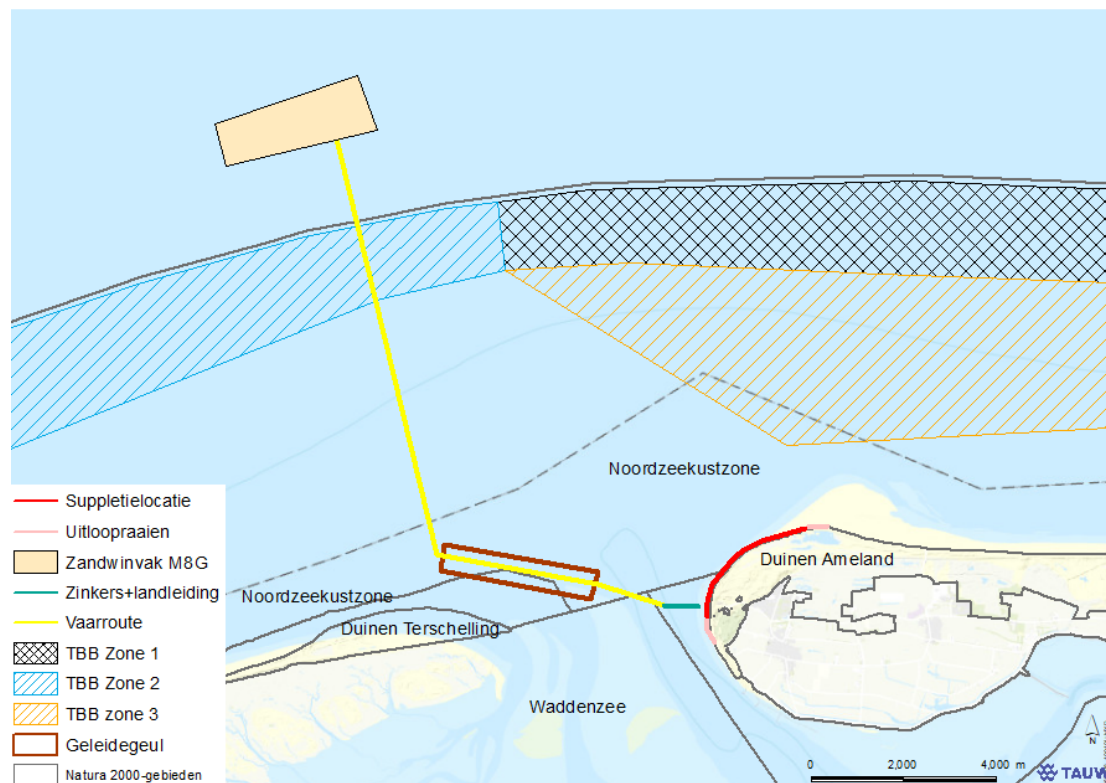 Noordzeekustzone
Duinen Ameland
Noordzeekustzone
Duinen Terschelling
Waddenzee
Suppletielocatie
Uitloopraaien
Zandwinvak M8G
Zinkers+landleiding
Vaarroute
TBB Zone 1
TBB Zone 2
TBB zone 3
Geleidegeul
Natura 2000-gebieden
N
0 2,000 4,000 m
TAUW